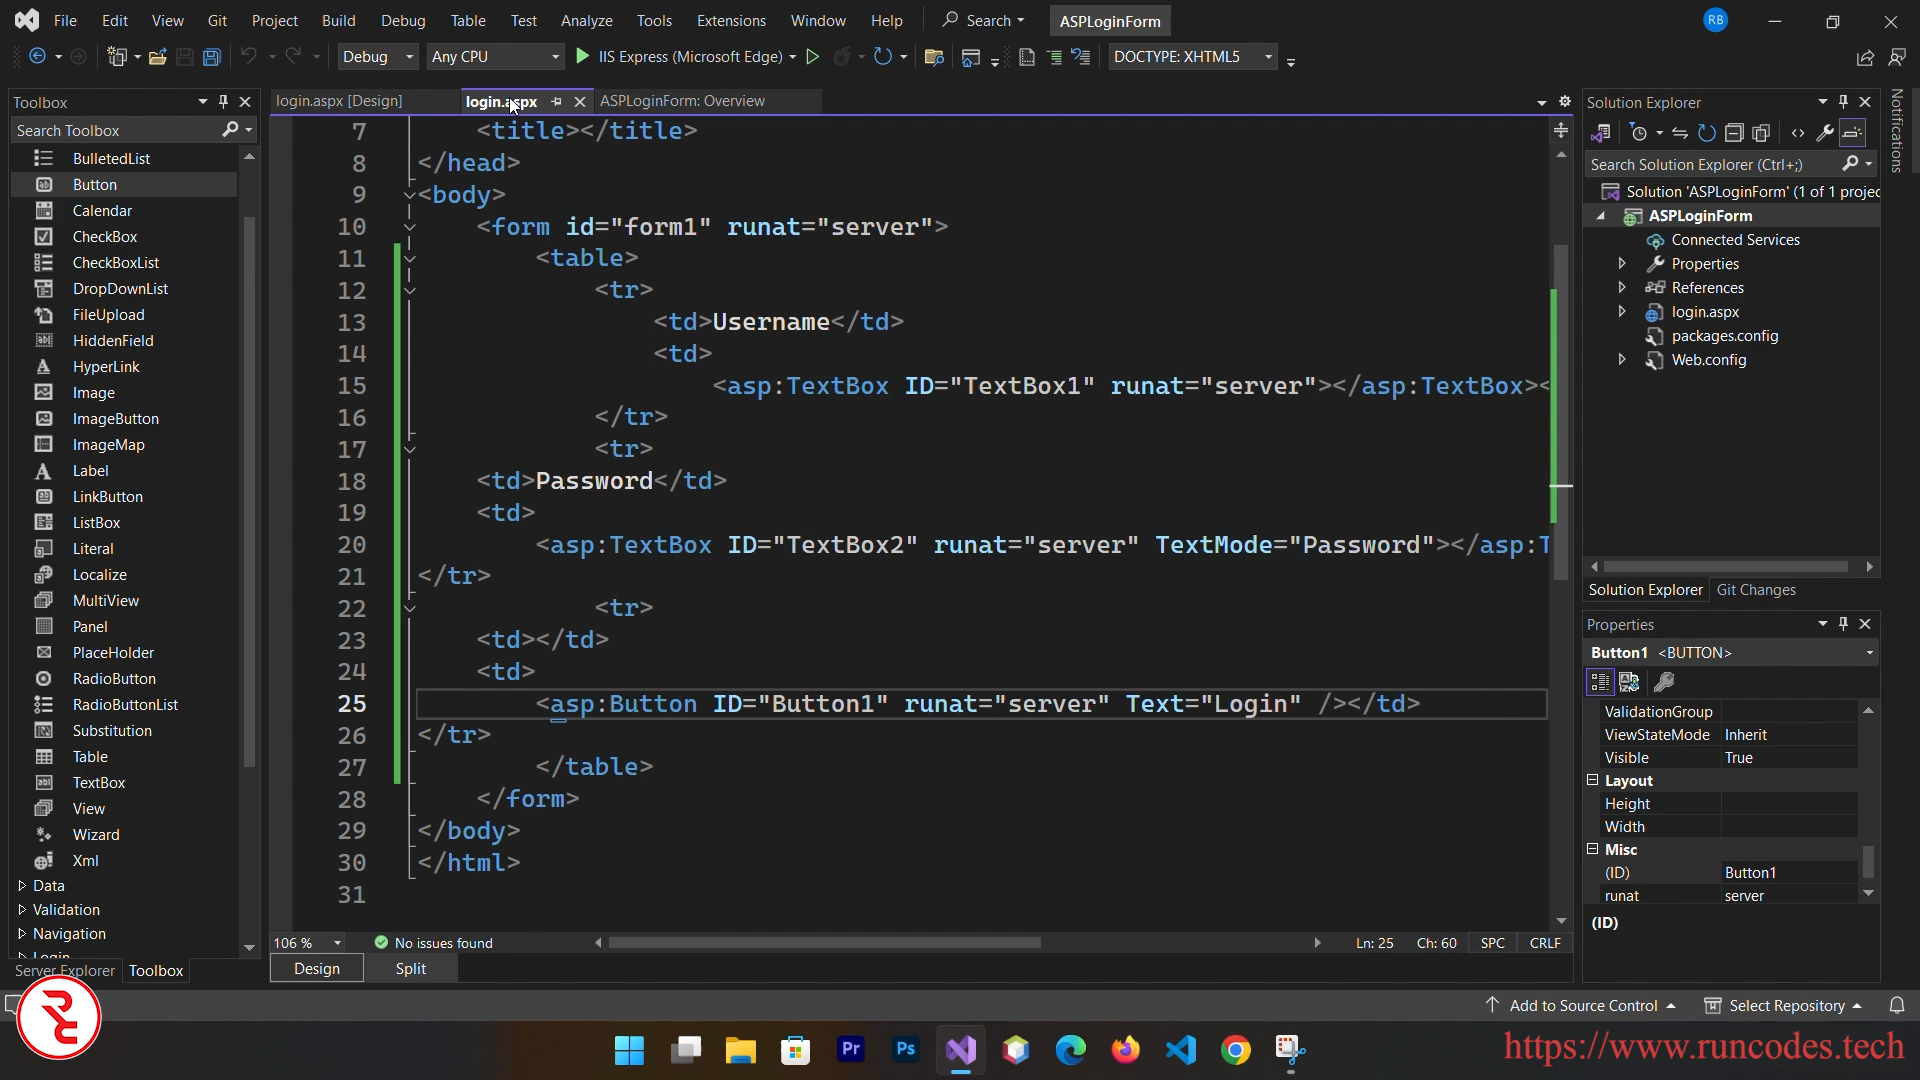 File Edit View Git Project Build Debug Table Test Analyze Tools Extensions Window Help Search ASPLoginForm RB
Debug Any CPU IIS Express (Microsoft Edge) DOCTYPE: XHTML5
Toolbox
Search Toolbox
BulletedList
Button
Calendar
CheckBox
CheckBoxList
DropDownList
FileUpload
HiddenField
HyperLink
Image
ImageButton
ImageMap
Label
LinkButton
ListBox
Literal
Localize
MultiView
Panel
PlaceHolder
RadioButton
RadioButtonList
Substitution
Table
TextBox
View
Wizard
Xml
Data
Validation
Navigation
Login
Server Explorer Toolbox
login.aspx [Design] login.aspx ASPLoginForm: Overview
7 <title></title>
8 </head>
9 <body>
10 <form id="form1" runat="server">
11 <table>
12 <tr>
13 <td>Username</td>
14 <td>
15 <asp:TextBox ID="TextBox1" runat="server"></asp:TextBox><
16 </tr>
17 <tr>
18 <td>Password</td>
19 <td>
20 <asp:TextBox ID="TextBox2" runat="server" TextMode="Password"></asp:T
21 </tr>
22 <tr>
23 <td></td>
24 <td>
25 <asp:Button ID="Button1" runat="server" Text="Login" /></td>
26 </tr>
27 </table>
28 </form>
29 </body>
30 </html>
31
106 % No issues found Ln: 25 Ch: 60 SPC CRLF
Design Split
Solution Explorer
Search Solution Explorer (Ctrl+;)
Solution 'ASPLoginForm' (1 of 1 projec
ASPLoginForm
Connected Services
Properties
References
login.aspx
packages.config
Web.config
Solution Explorer Git Changes
Properties
Button1 <BUTTON>
ValidationGroup
ViewStateMode Inherit
Visible True
Layout
Height
Width
Misc
(ID) Button1
runat server
(ID)
Notifications
Add to Source Control Select Repository
Pr Ps
https://www.runcodes.tech